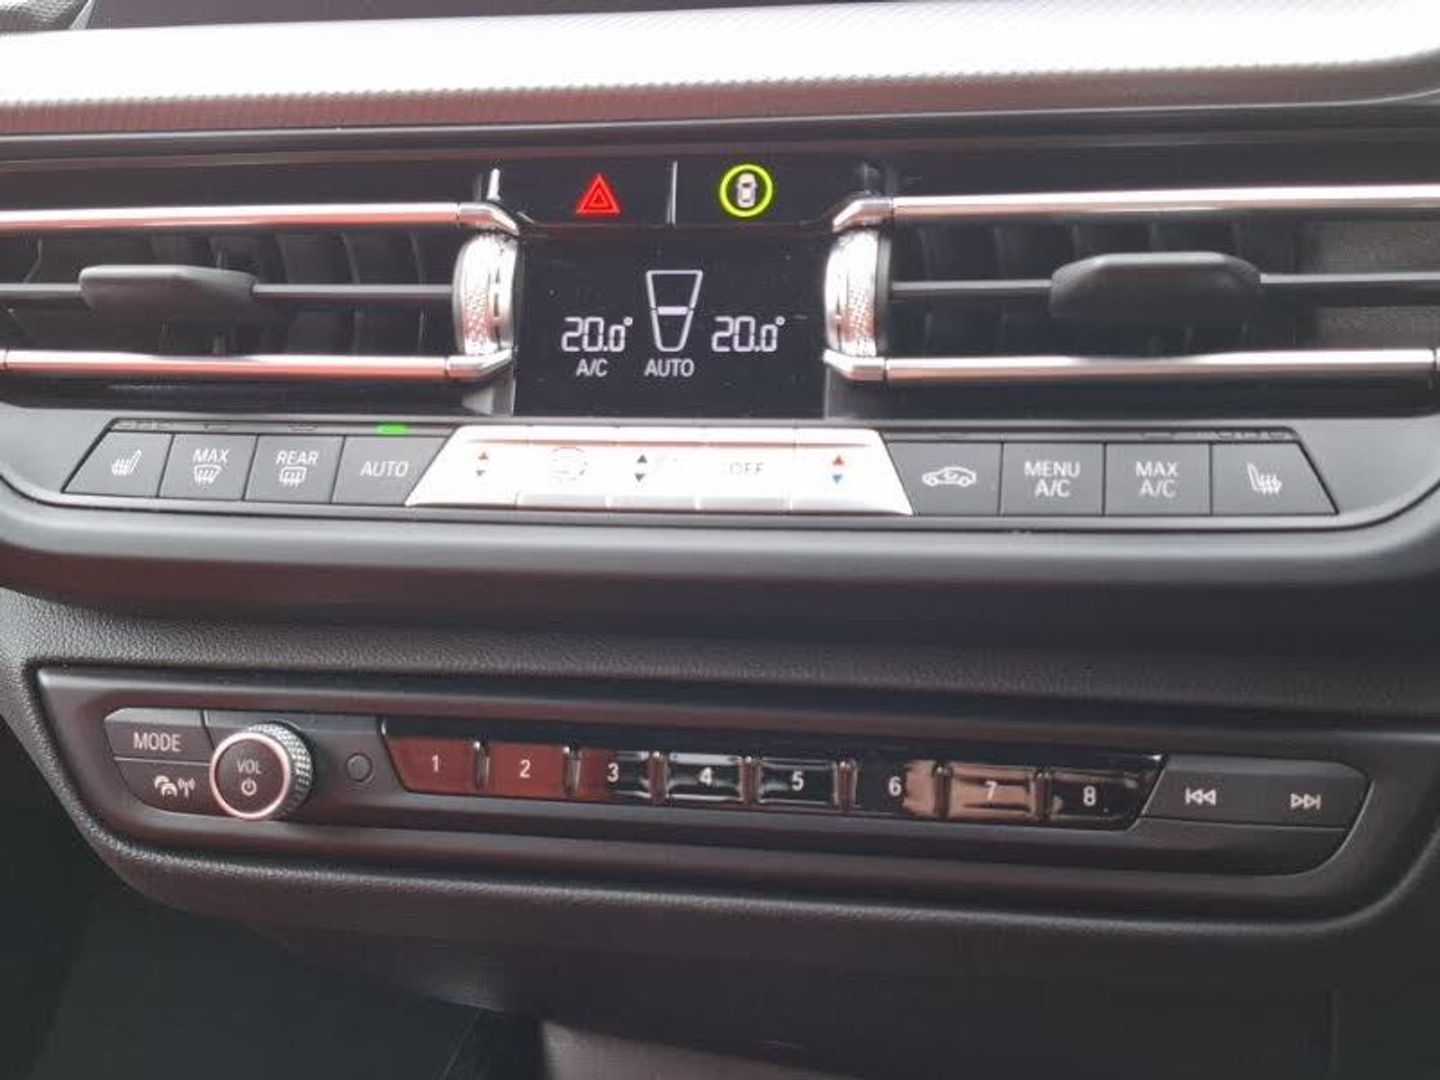 20.0° 20.0°
A/C AUTO
MAX REAR AUTO OFF MENU A/C MAX A/C
MODE VOL 1 2 3 4 5 6 7 8